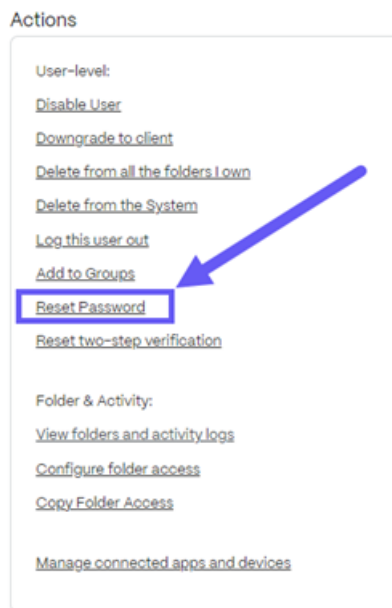 Actions
User-level:
Disable User
Downgrade to client
Delete from all the folders I own
Delete from the System
Log this user out
Add to Groups
Reset Password
Reset two-step verification
Folder & Activity:
View folders and activity logs
Configure folder access
Copy Folder Access
Manage connected apps and devices